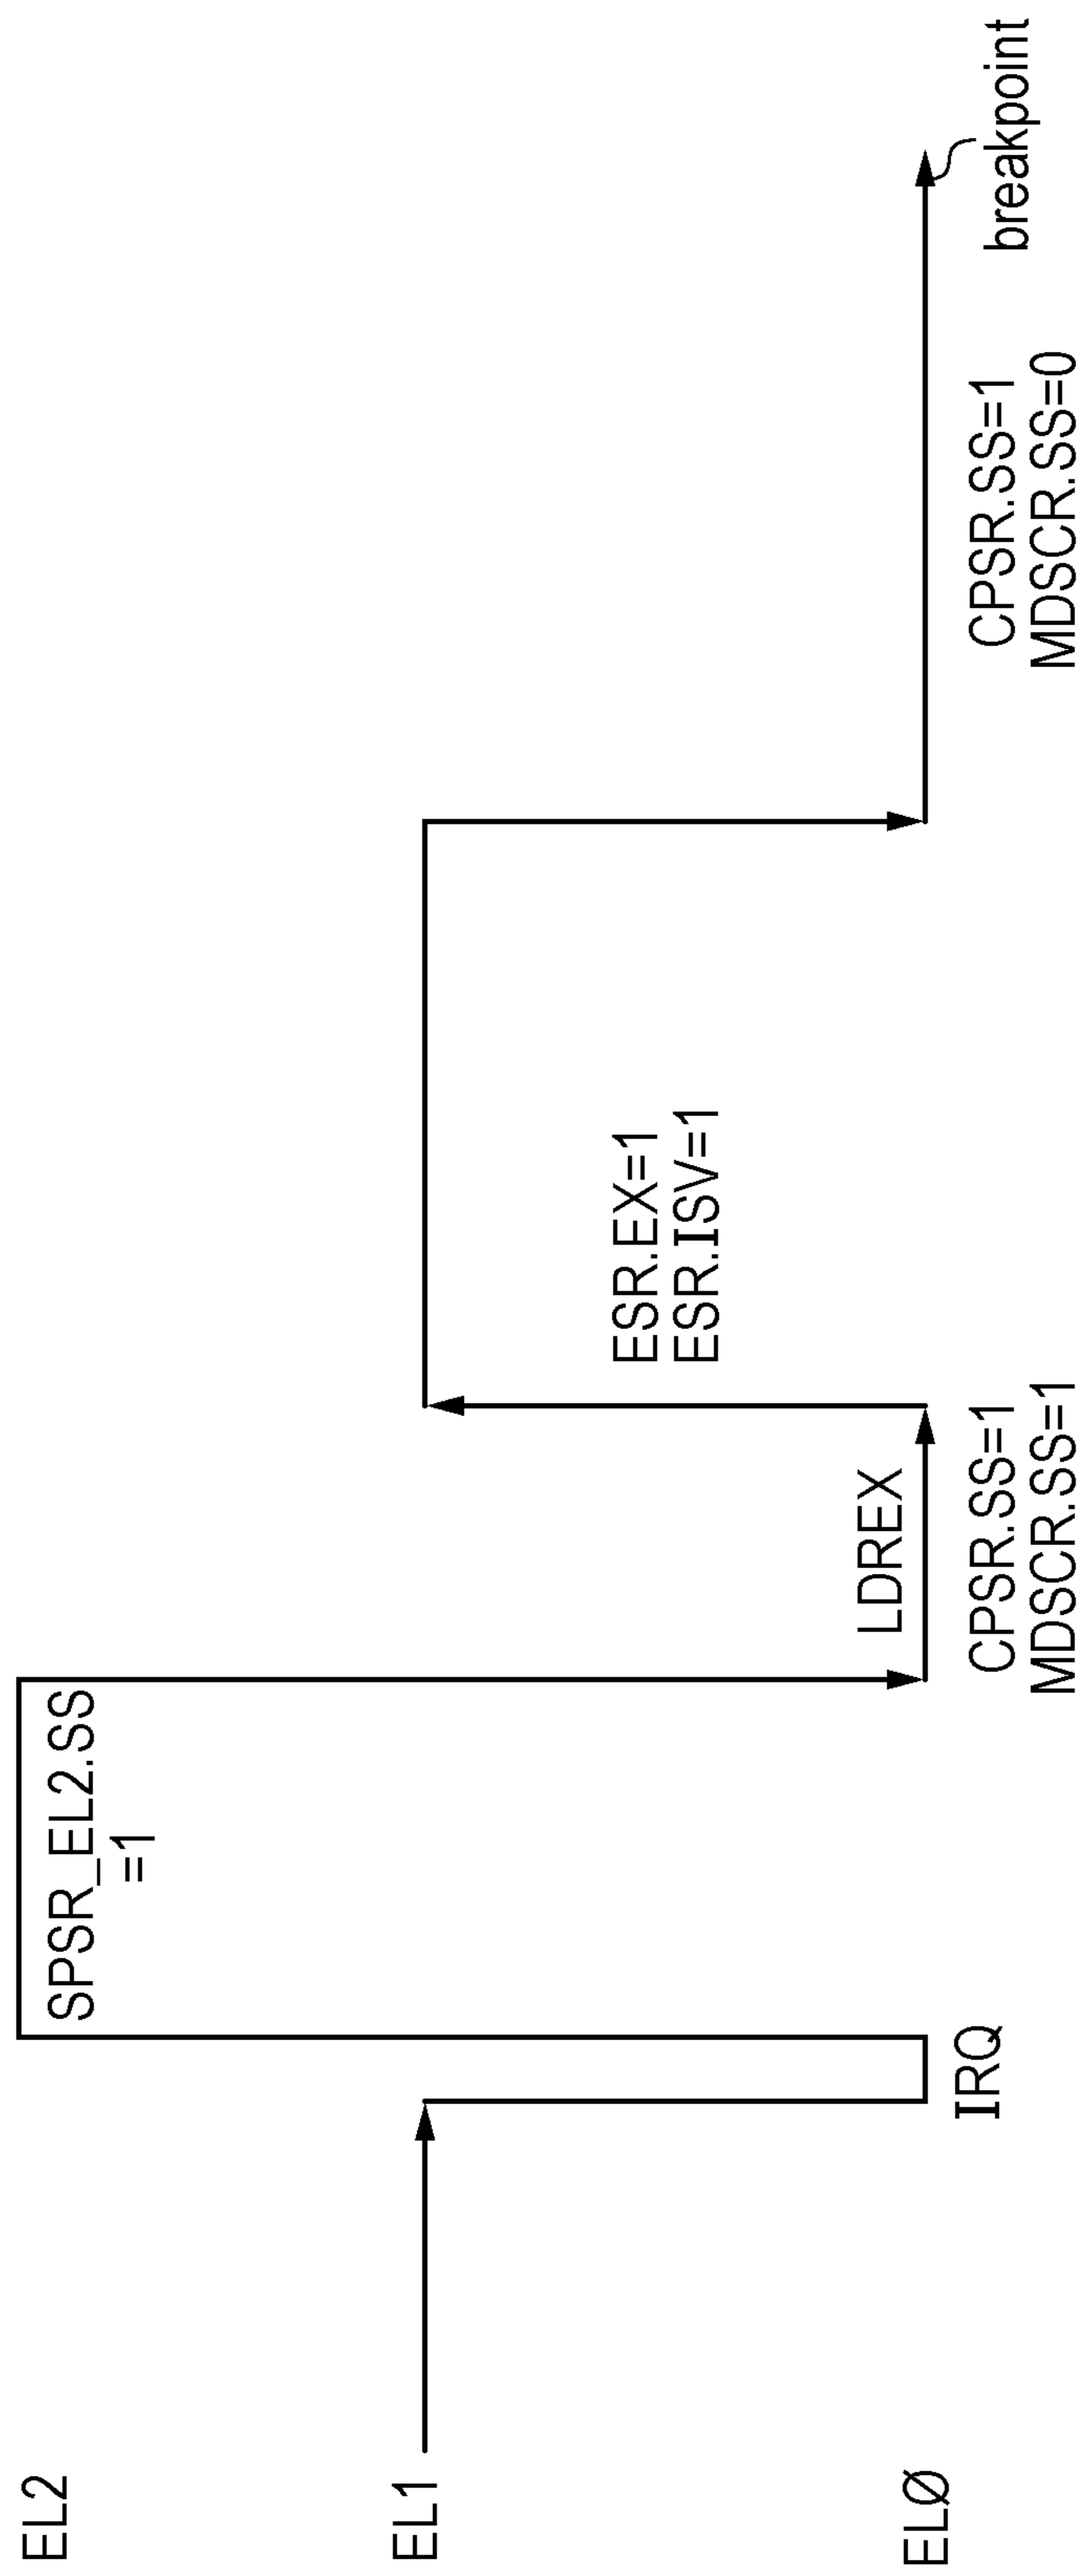 EL2
SPSR_EL2.SS
=1
EL1
ESR.EX=1
ESR.ISV=1
ELØ
IRQ
LDREX
CPSR.SS=1
MDSCR.SS=1
CPSR.SS=1
MDSCR.SS=0
breakpoint